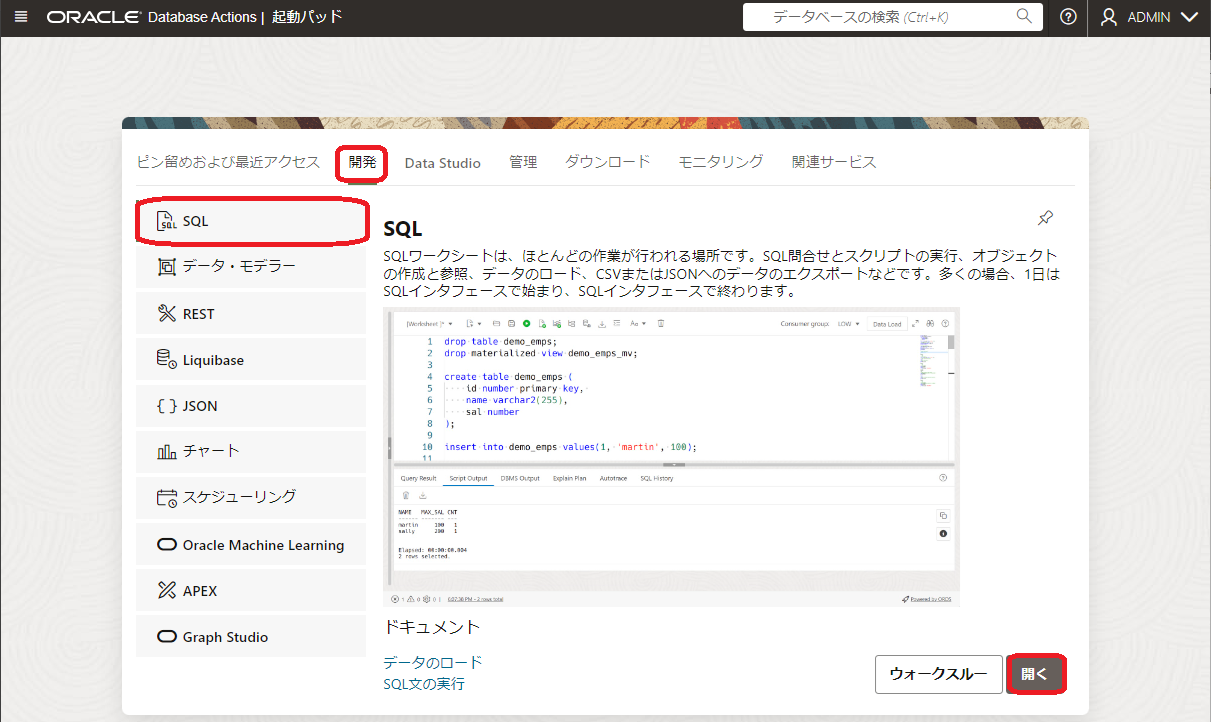 ORACLE Database Actions | 起動パッド
データベースの検索 (Ctrl+K)
ADMIN
ピン留めおよび最近アクセス
開発
Data Studio
管理
ダウンロード
モニタリング
関連サービス
SQL
データ・モデラー
REST
Liquibase
{ } JSON
チャート
スケジューリング
Oracle Machine Learning
APEX
Graph Studio
SQL
SQLワークシートは、ほとんどの作業が行われる場所です。SQL問合せとスクリプトの実行、オブジェクト
の作成と参照、データのロード、CSVまたはJSONへのデータのエクスポートなどです。多くの場合、1日は
SQLインタフェースで始まり、SQLインタフェースで終わります。
[Worksheet]*
Aa
Consumer group: LOW
Data Load
1 drop table demo_emps;
2 drop materialized view demo_emps_mv;
3
4 create table demo_emps (
5 id number primary key,
6 name varchar2(255),
7 sal number
8 );
9
10 insert into demo_emps values(1, 'martin', 100);
11
Query Result
Script Output
DBMS Output
Explain Plan
Autotrace
SQL History
NAME MAX_SAL CNT
martin 100 1
sally 200 1
Elapsed: 00:00:00.004
2 rows selected.
1 0 0 | 0:27:38 PM - 2 rows total
Powered by ORDS
ドキュメント
データのロード
SQL文の実行
ウォークスルー
開く